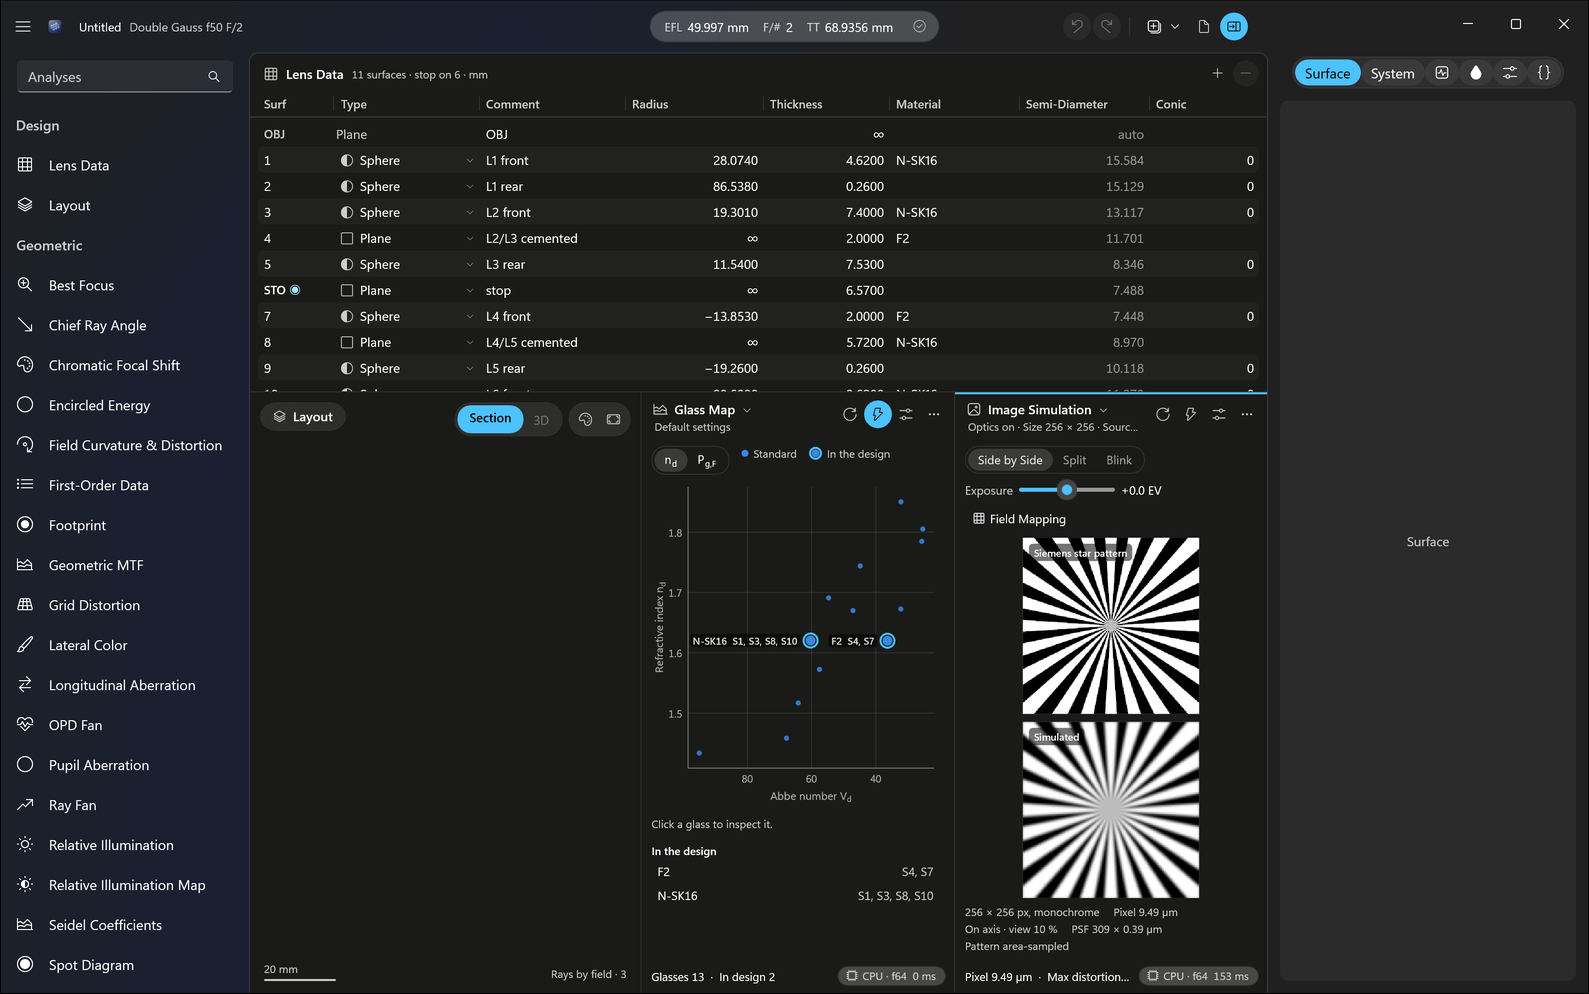 Untitled Double Gauss f50 F/2
EFL 49.997 mm F/# 2 TT 68.9356 mm
Analyses
Design
Lens Data
Layout
Geometric
Best Focus
Chief Ray Angle
Chromatic Focal Shift
Encircled Energy
Field Curvature & Distortion
First-Order Data
Footprint
Geometric MTF
Grid Distortion
Lateral Color
Longitudinal Aberration
OPD Fan
Pupil Aberration
Ray Fan
Relative Illumination
Relative Illumination Map
Seidel Coefficients
Spot Diagram
Lens Data 11 surfaces · stop on 6 · mm
Surf Type Comment Radius Thickness Material Semi-Diameter Conic
OBJ Plane OBJ ∞ auto
1 Sphere L1 front 28.0740 4.6200 N-SK16 15.584 0
2 Sphere L1 rear 86.5380 0.2600 15.129 0
3 Sphere L2 front 19.3010 7.4000 N-SK16 13.117 0
4 Plane L2/L3 cemented ∞ 2.0000 F2 11.701
5 Sphere L3 rear 11.5400 7.5300 8.346 0
STO Plane stop ∞ 6.5700 7.488
7 Sphere L4 front −13.8530 2.0000 F2 7.448 0
8 Plane L4/L5 cemented ∞ 5.7200 N-SK16 8.970
9 Sphere L5 rear −19.2600 0.2600 10.118 0
Layout
Section 3D
20 mm
Rays by field · 3
Glass Map
Default settings
nd Pg,F Standard In the design
1.8
1.7
1.6
1.5
Refractive index nd
N-SK16 S1, S3, S8, S10
F2 S4, S7
80 60 40
Abbe number Vd
Click a glass to inspect it.
In the design
F2 S4, S7
N-SK16 S1, S3, S8, S10
Glasses 13 · In design 2 CPU · f64 0 ms
Image Simulation
Optics on · Size 256 × 256 · Sourc...
Side by Side Split Blink
Exposure +0.0 EV
Field Mapping
Siemens star pattern
Simulated
256 × 256 px, monochrome Pixel 9.49 µm
On axis · view 10 % PSF 309 × 0.39 µm
Pattern area-sampled
Pixel 9.49 µm · Max distortion... CPU · f64 153 ms
Surface System
Surface